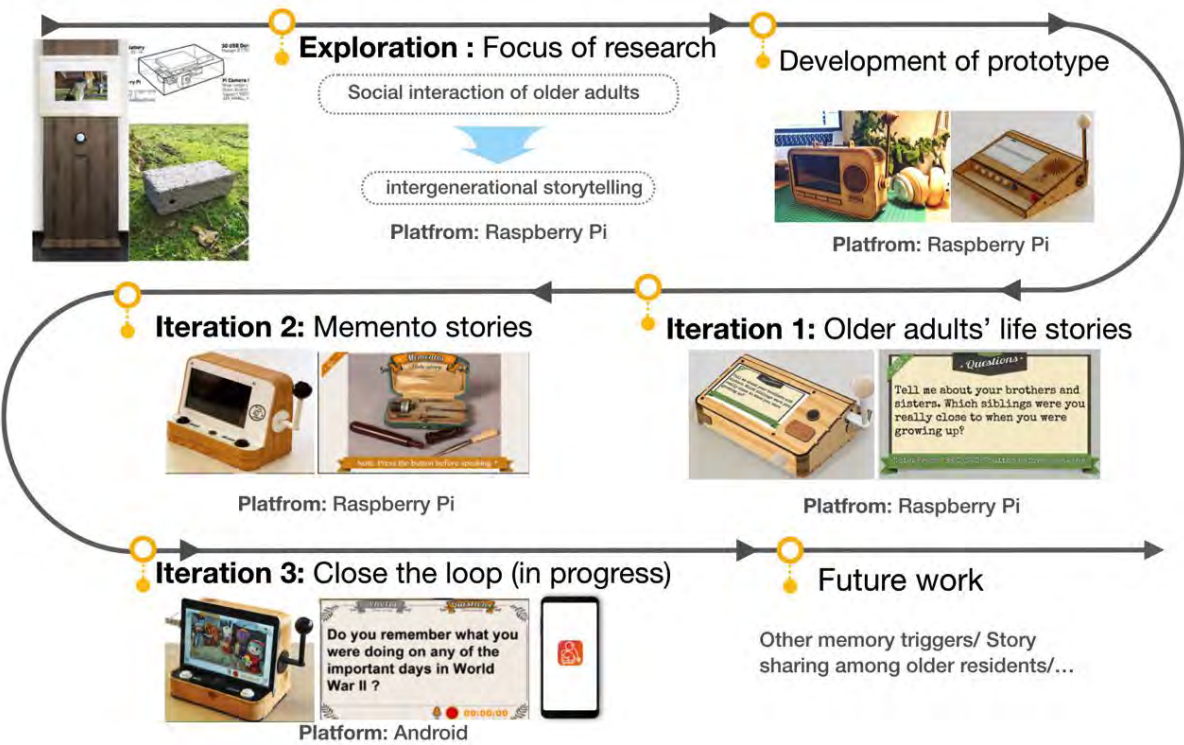 Exploration : Focus of research
Social interaction of older adults
intergenerational storytelling
Platfrom: Raspberry Pi
Development of prototype
Platfrom: Raspberry Pi
Iteration 2: Memento stories
Mementos
Note: Press the button before speaking
Platfrom: Raspberry Pi
Iteration 1: Older adults' life stories
Questions
Tell me about your brothers and
sisters. Which siblings were you
really close to when you were
growing up?
Platfrom: Raspberry Pi
Iteration 3: Close the loop (in progress)
Questions
Do you remember what you
were doing on any of the
important days in World
War II ?
00:00:00
Platform: Android
Future work
Other memory triggers/ Story
sharing among older residents/...